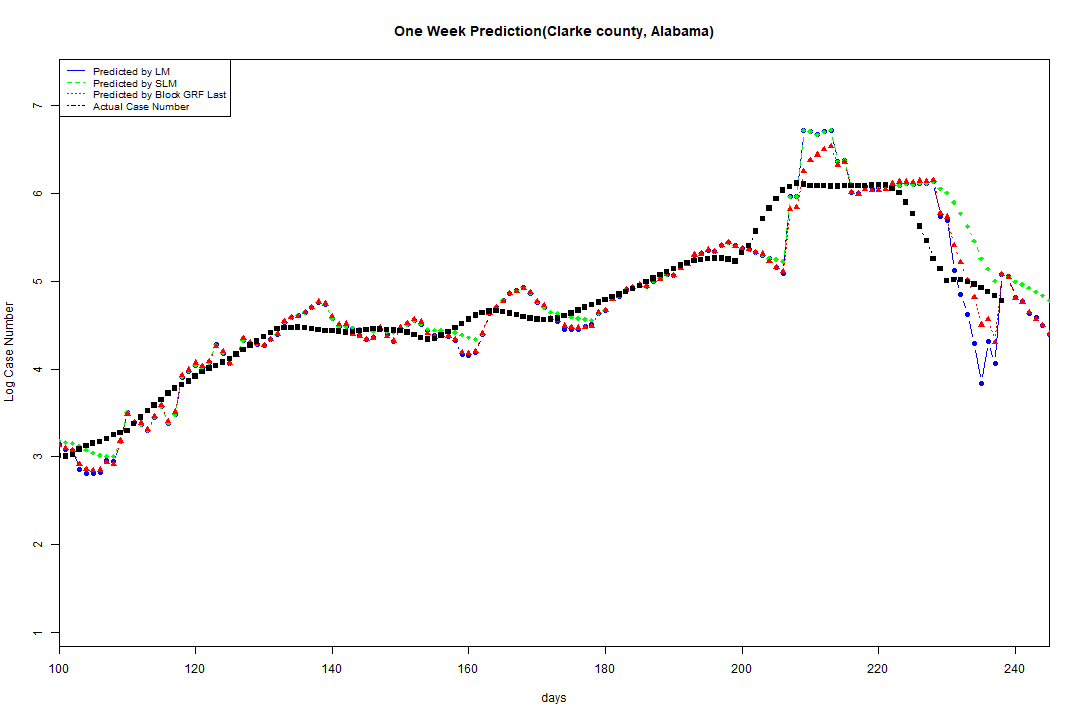 One Week Prediction(Clarke county, Alabama)
Predicted by LM
Predicted by SLM
Predicted by Block GRF Last
Actual Case Number
7
6
5
4
3
2
1
Log Case Number
100 120 140 160 180 200 220 240
days